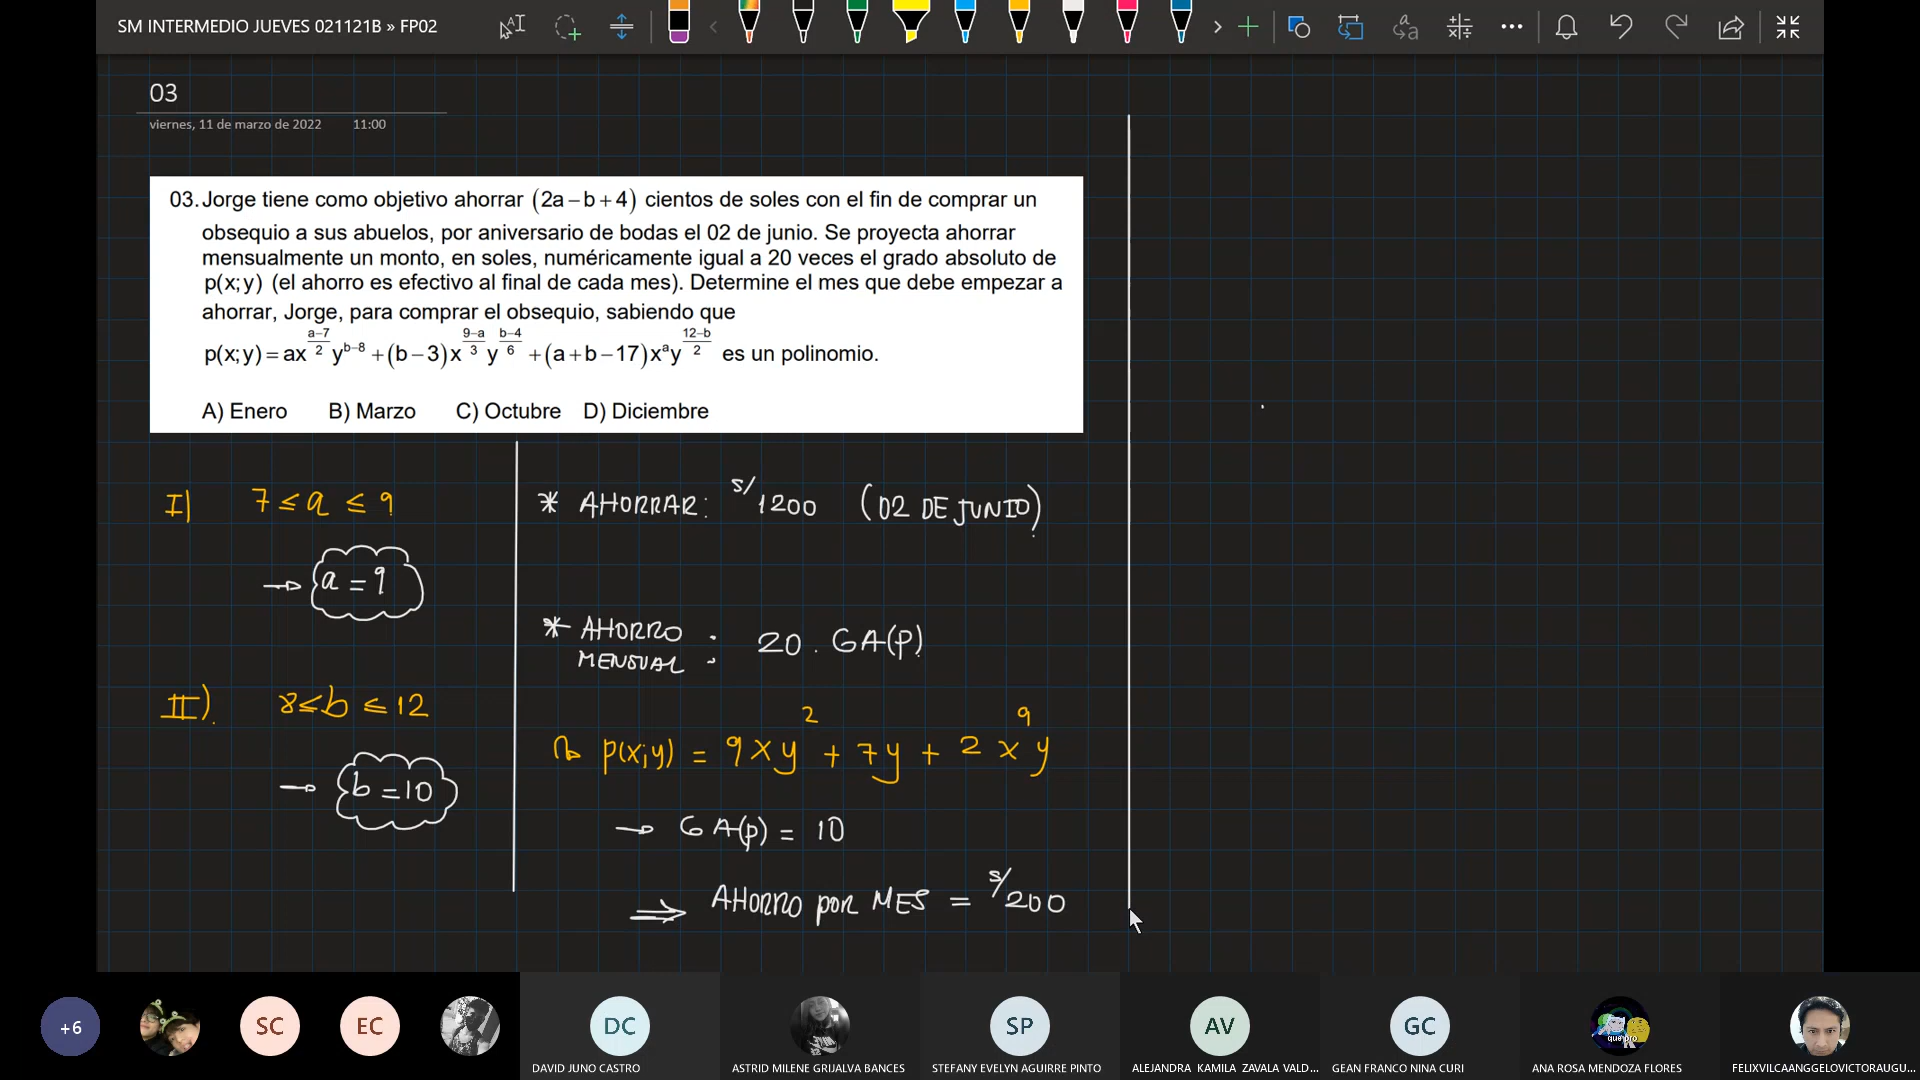 SM INTERMEDIO JUEVES 021121B » FP02
03
viernes, 11 de marzo de 2022 11:00
03. Jorge tiene como objetivo ahorrar (2a−b+4) cientos de soles con el fin de comprar un
obsequio a sus abuelos, por aniversario de bodas el 02 de junio. Se proyecta ahorrar
mensualmente un monto, en soles, numéricamente igual a 20 veces el grado absoluto de
p(x;y) (el ahorro es efectivo al final de cada mes). Determine el mes que debe empezar a
ahorrar, Jorge, para comprar el obsequio, sabiendo que
p(x;y)=ax^((a−7)/2) y^(b−8) +(b−3)x^((9−a)/3) y^((b−4)/6) +(a+b−17)x^a y^((12−b)/2) es un polinomio.
A) Enero B) Marzo C) Octubre D) Diciembre
I) 7 ≤ a ≤ 9
→ a = 9
II) 8 ≤ b ≤ 12
→ b = 10
* AHORRAR: S/1200 (02 DE JUNIO)
* AHORRO MENSUAL : 20 . GA(p)
p(x;y) = 9xy^2 + 7y + 2x^9y
→ GA(p) = 10
⇒ AHORRO por MES = S/200
+6
SC
EC
DC
SP
AV
GC
que pro
DAVID JUNO CASTRO
ASTRID MILENE GRIJALVA BANCES
STEFANY EVELYN AGUIRRE PINTO
ALEJANDRA KAMILA ZAVALA VALD...
GEAN FRANCO NINA CURI
ANA ROSA MENDOZA FLORES
FELIXVILCAANGGELOVICTORAUGU...